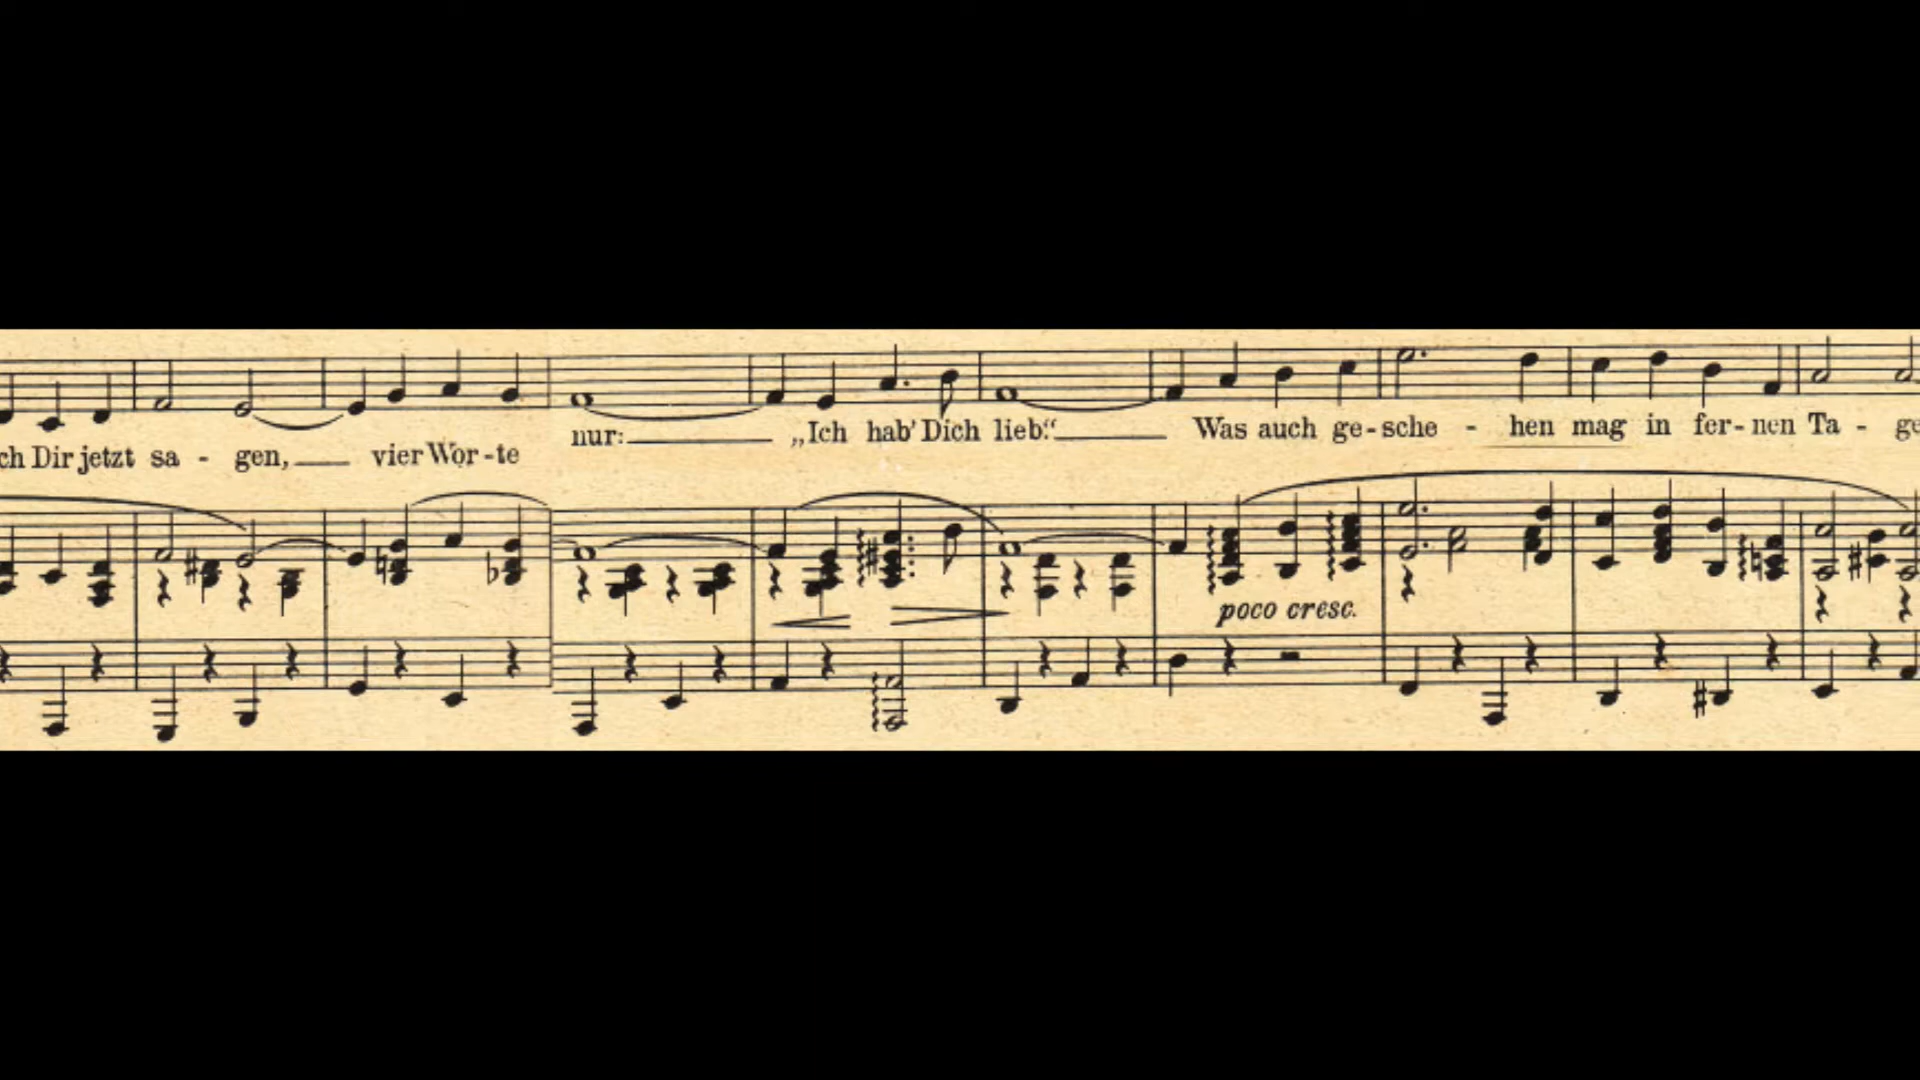 ch Dir jetzt sa - gen, vier Wor - te nur: „Ich hab' Dich lieb.“ Was auch ge - sche - hen mag in fer - nen Ta - ge
poco cresc.